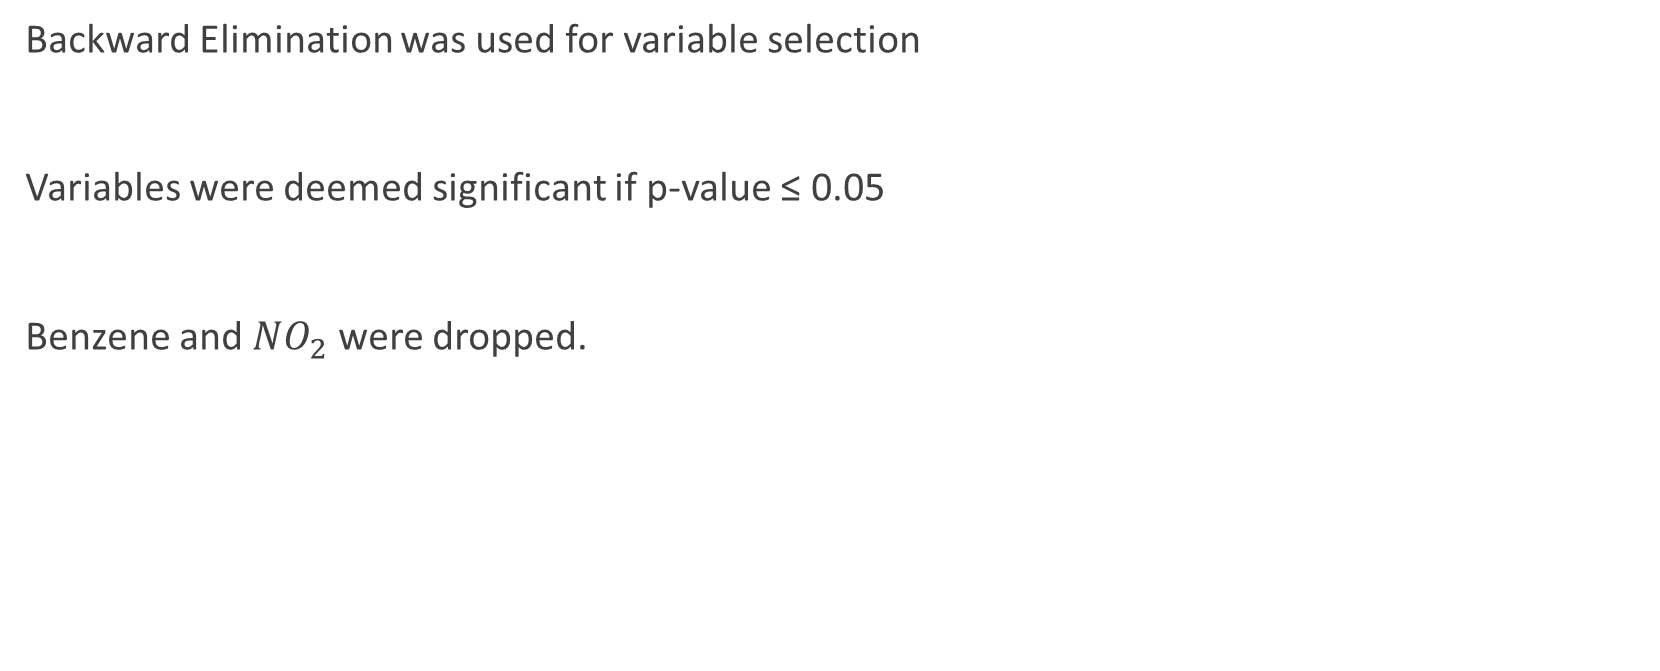 Backward Elimination was used for variable selection
Variables were deemed significant if p-value ≤ 0.05
Benzene and NO₂ were dropped.